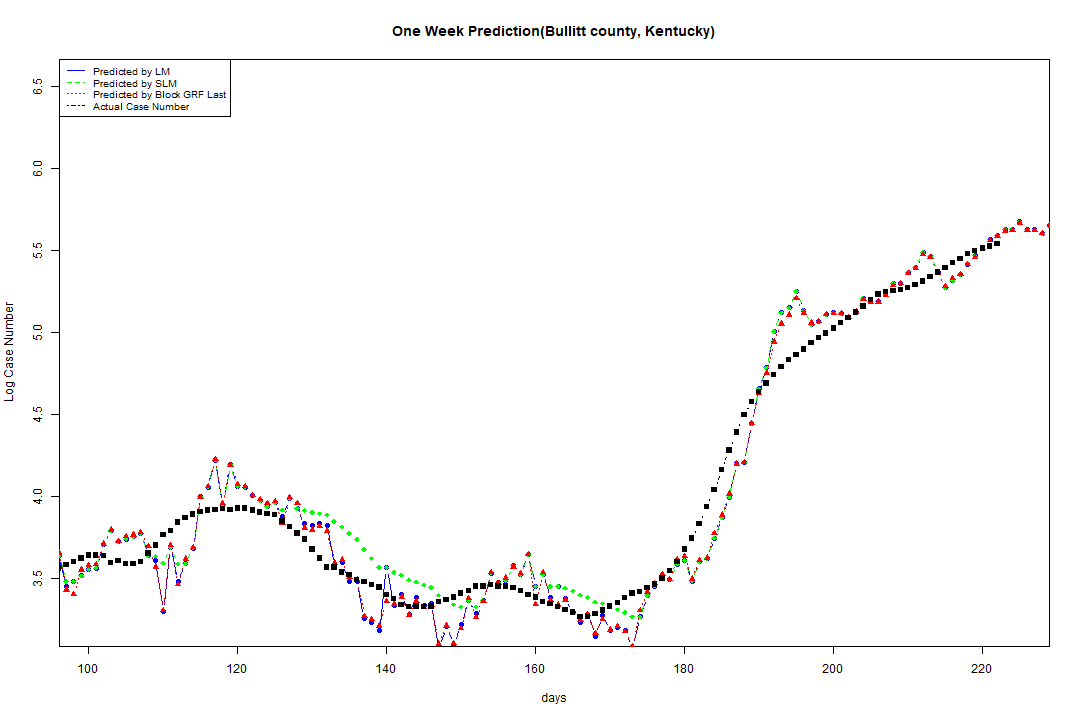 One Week Prediction(Bullitt county, Kentucky)
Predicted by LM
Predicted by SLM
Predicted by Block GRF Last
Actual Case Number
Log Case Number
6.5
6.0
5.5
5.0
4.5
4.0
3.5
100 120 140 160 180 200 220
days